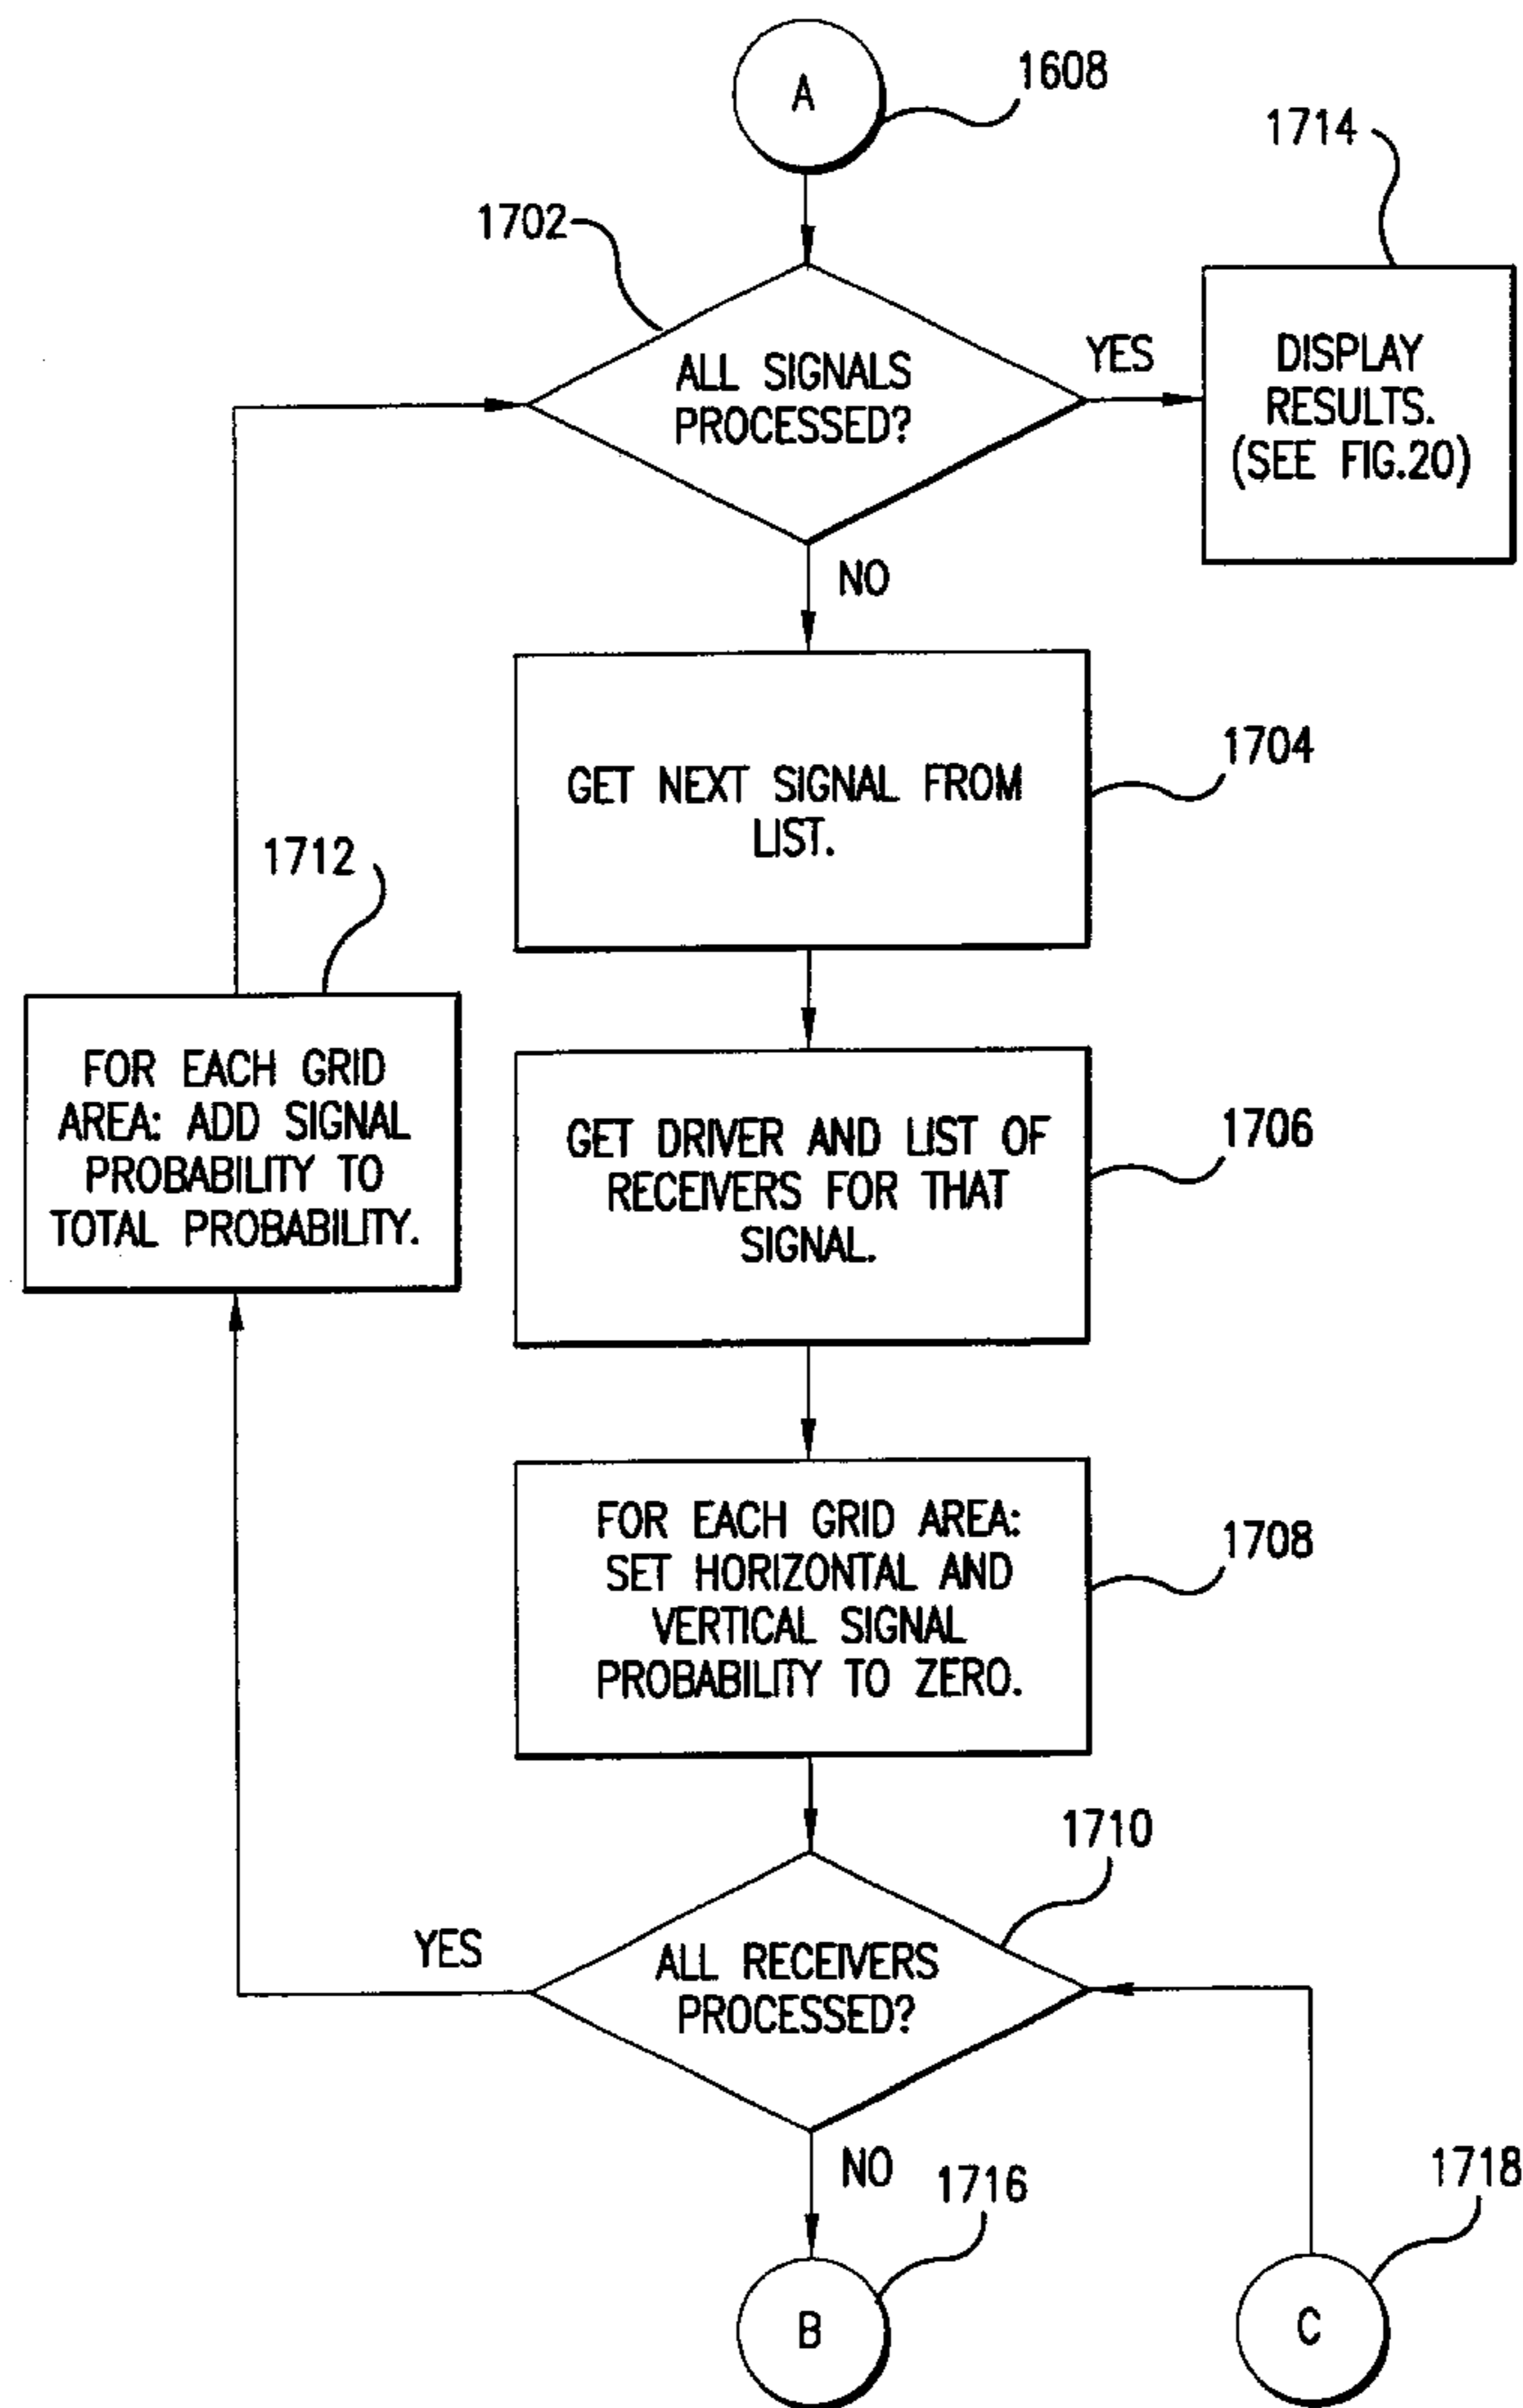 A
1608
1714
1702
ALL SIGNALS
PROCESSED?
YES
DISPLAY
RESULTS.
(SEE FIG.20)
NO
GET NEXT SIGNAL FROM
LIST.
1704
1712
FOR EACH GRID
AREA: ADD SIGNAL
PROBABILITY TO
TOTAL PROBABILITY.
GET DRIVER AND LIST OF
RECEIVERS FOR THAT
SIGNAL.
1706
FOR EACH GRID AREA:
SET HORIZONTAL AND
VERTICAL SIGNAL
PROBABILITY TO ZERO.
1708
1710
YES
ALL RECEIVERS
PROCESSED?
NO
1716
1718
B
C